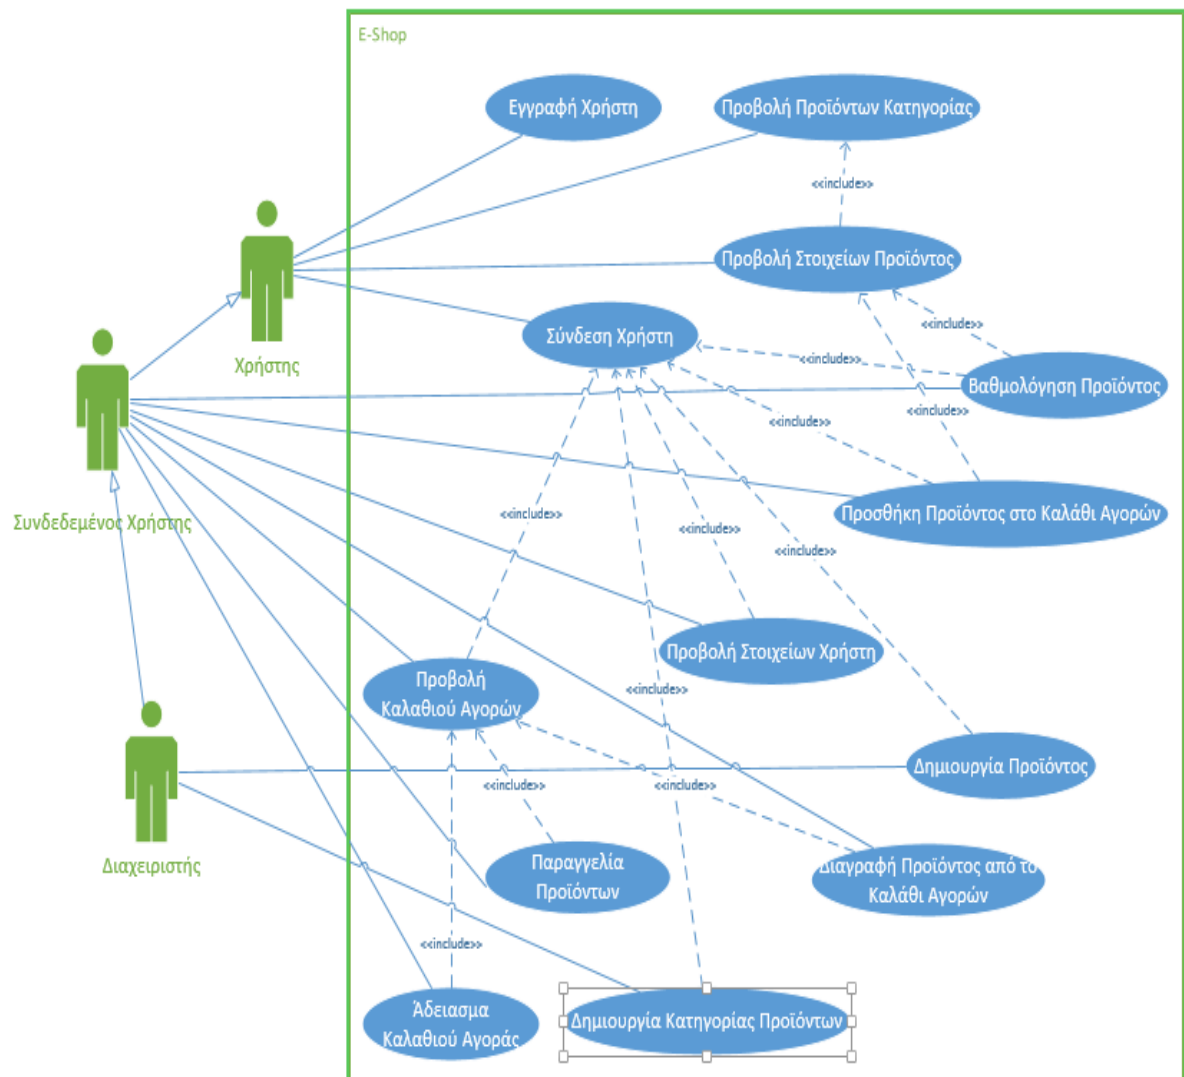 E-Shop
Εγγραφή Χρήστη
Προβολή Προϊόντων Κατηγορίας
<<include>>
Προβολή Στοιχείων Προϊόντος
<<include>>
Σύνδεση Χρήστη
<<include>>
Χρήστης
Βαθμολόγηση Προϊόντος
<<include>>
<<include>>
Συνδεδεμένος Χρήστης
<<include>>
Προσθήκη Προϊόντος στο Καλάθι Αγορών
<<include>>
<<include>>
Προβολή Στοιχείων Χρήστη
Προβολή
Καλαθιού Αγορών
<<include>>
Δημιουργία Προϊόντος
<<include>>
<<include>>
Διαχειριστής
Παραγγελία
Προϊόντων
Διαγραφή Προϊόντος από το
Καλάθι Αγορών
<<include>>
Άδειασμα
Καλαθιού Αγοράς
Δημιουργία Κατηγορίας Προϊόντων